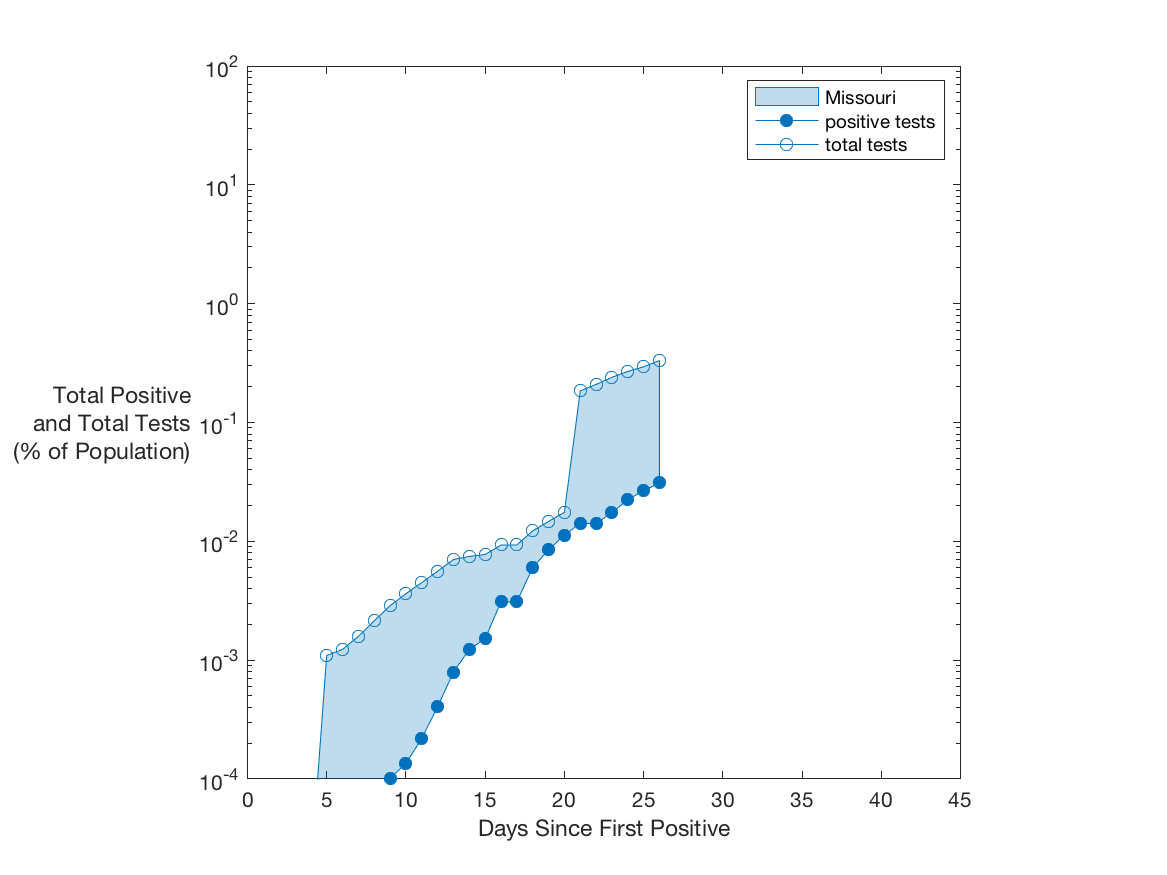 10^2
Missouri
positive tests
total tests
10^1
10^0
Total Positive
and Total Tests
(% of Population)
10^-1
10^-2
10^-3
10^-4
0 5 10 15 20 25 30 35 40 45
Days Since First Positive